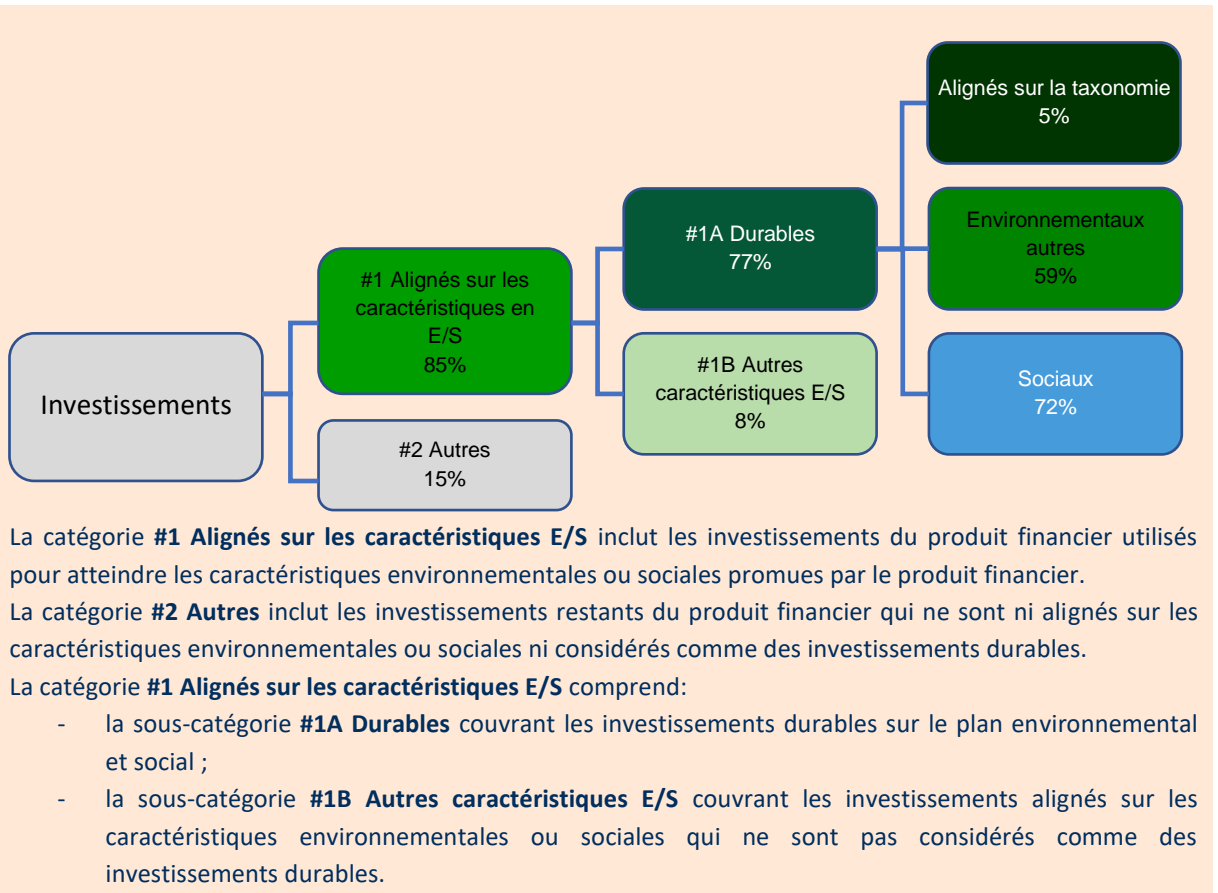 Alignés sur la taxonomie
5%
#1A Durables
77%
Environnementaux
autres
59%
#1 Alignés sur les
caractéristiques en
E/S
85%
#1B Autres
caractéristiques E/S
8%
Sociaux
72%
Investissements
#2 Autres
15%
La catégorie #1 Alignés sur les caractéristiques E/S inclut les investissements du produit financier utilisés
pour atteindre les caractéristiques environnementales ou sociales promues par le produit financier.
La catégorie #2 Autres inclut les investissements restants du produit financier qui ne sont ni alignés sur les
caractéristiques environnementales ou sociales ni considérés comme des investissements durables.
La catégorie #1 Alignés sur les caractéristiques E/S comprend:
- la sous-catégorie #1A Durables couvrant les investissements durables sur le plan environnemental
et social ;
- la sous-catégorie #1B Autres caractéristiques E/S couvrant les investissements alignés sur les
caractéristiques environnementales ou sociales qui ne sont pas considérés comme des
investissements durables.